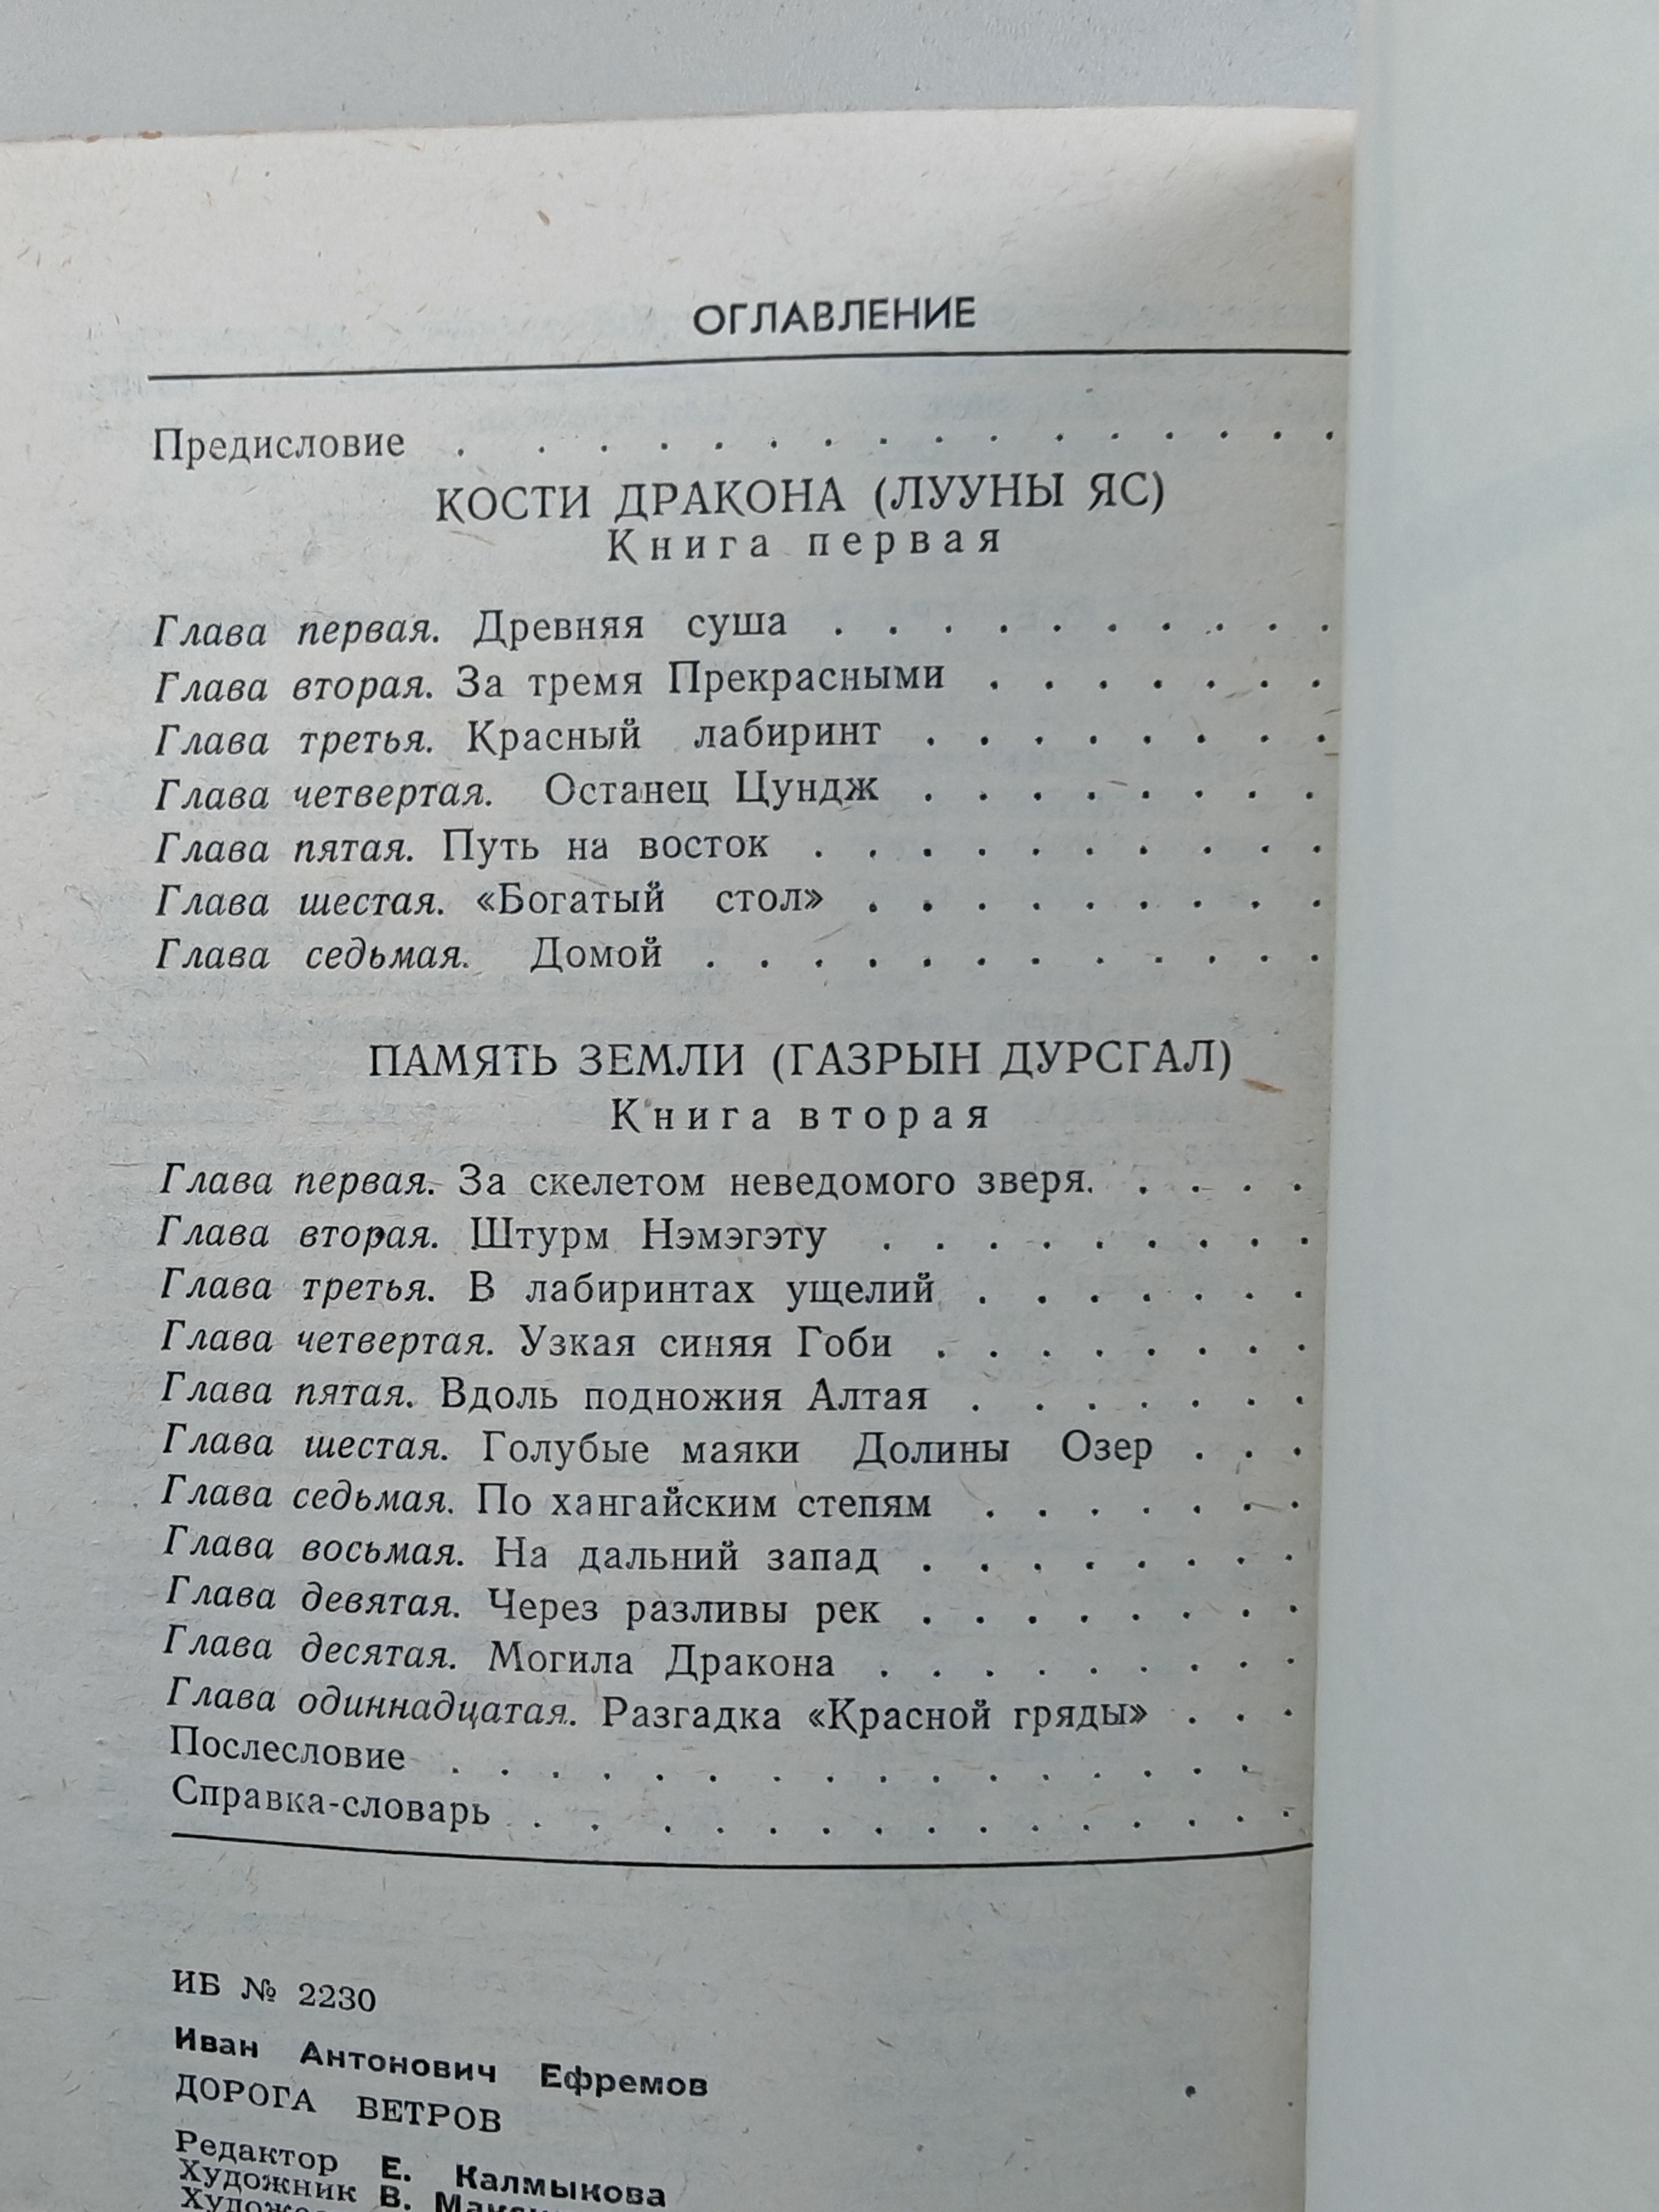 ОГЛАВЛЕНИЕ
Предисловие . . . . . . . . . . . . . . . .
КОСТИ ДРАКОНА (ЛУУНЫ ЯС)
Книга первая
Глава первая. Древняя суша . . . . . . . . . .
Глава вторая. За тремя Прекрасными . . . . . . .
Глава третья. Красный лабиринт . . . . . . . .
Глава четвертая. Останец Цундж . . . . . . . .
Глава пятая. Путь на восток . . . . . . . . . .
Глава шестая. «Богатый стол» . . . . . . . . .
Глава седьмая. Домой . . . . . . . . . . . .
ПАМЯТЬ ЗЕМЛИ (ГАЗРЫН ДУРСГАЛ)
Книга вторая
Глава первая. За скелетом неведомого зверя. . . . .
Глава вторая. Штурм Нэмэгэту . . . . . . . . .
Глава третья. В лабиринтах ущелий . . . . . . .
Глава четвертая. Узкая синяя Гоби . . . . . . . .
Глава пятая. Вдоль подножия Алтая . . . . . . .
Глава шестая. Голубые маяки Долины Озер . . .
Глава седьмая. По хангайским степям . . . . . . .
Глава восьмая. На дальний запад . . . . . . . .
Глава девятая. Через разливы рек . . . . . . . .
Глава десятая. Могила Дракона . . . . . . . . .
Глава одиннадцатая. Разгадка «Красной гряды» . . .
Послесловие . . . . . . . . . . . . . . . .
Справка-словарь . . . . . . . . . . . . . . .
ИБ № 2230
Иван Антонович Ефремов
ДОРОГА ВЕТРОВ
Редактор Е. Калмыкова
Художник В.